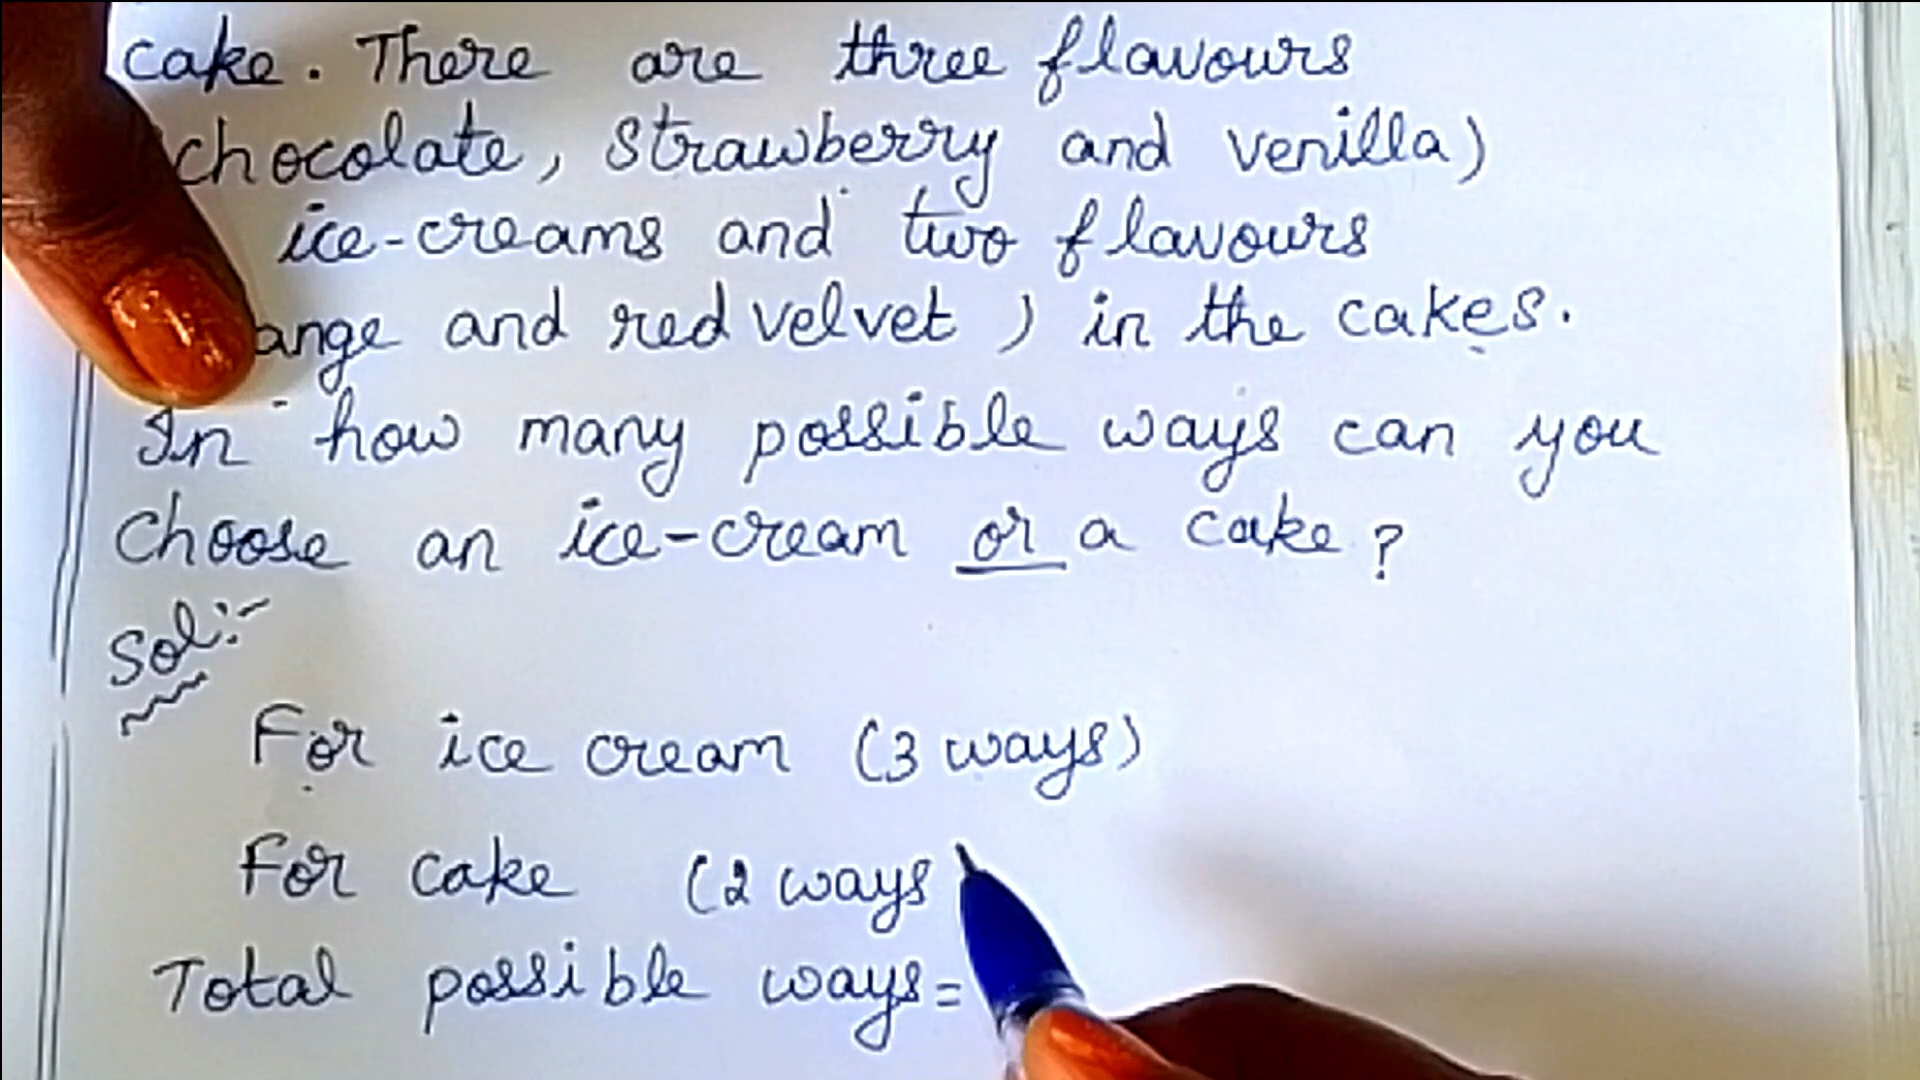 cake. There are three flavours
chocolate, strawberry and venilla)
ice-creams and two flavours
ange and red velvet ) in the cakes.
In how many possible ways can you
choose an ice-cream or a cake?
Sol:-
For ice cream (3 ways)
For cake (2 ways
Total possible ways=